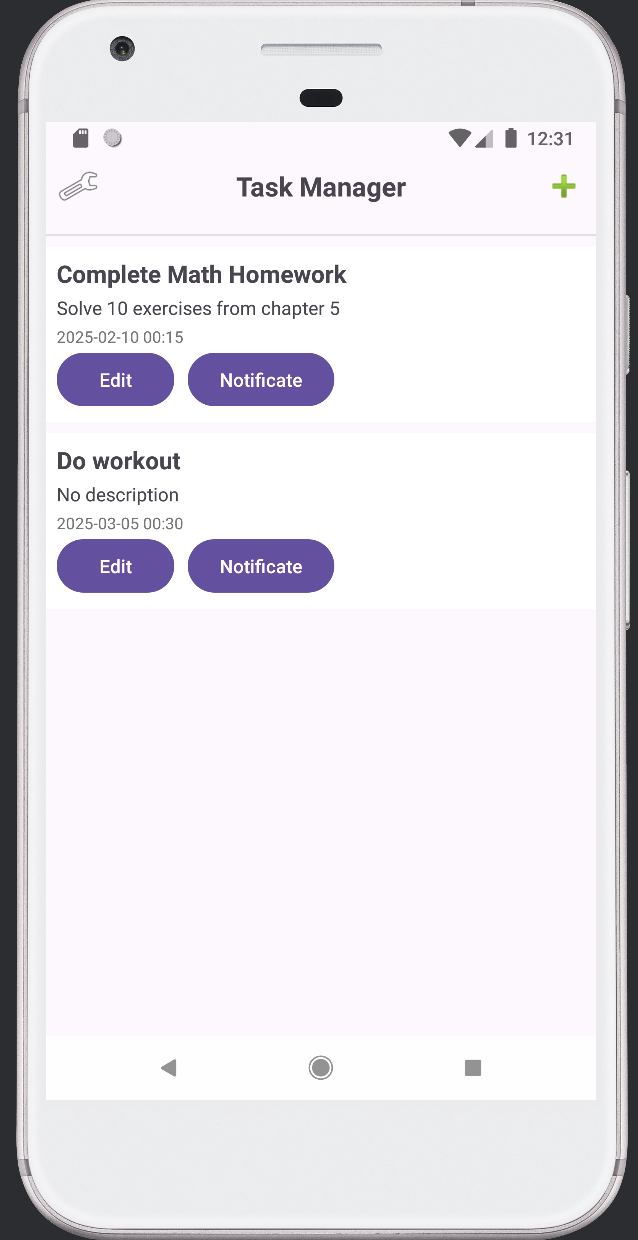 12:31
Task Manager
Complete Math Homework
Solve 10 exercises from chapter 5
2025-02-10 00:15
Edit Notificate
Do workout
No description
2025-03-05 00:30
Edit Notificate